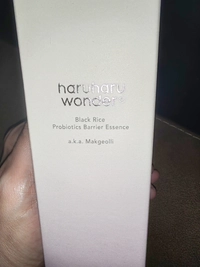 haruharu
wonder
Black Rice
Probiotics Barrier Essence
a.k.a. Makgeolli